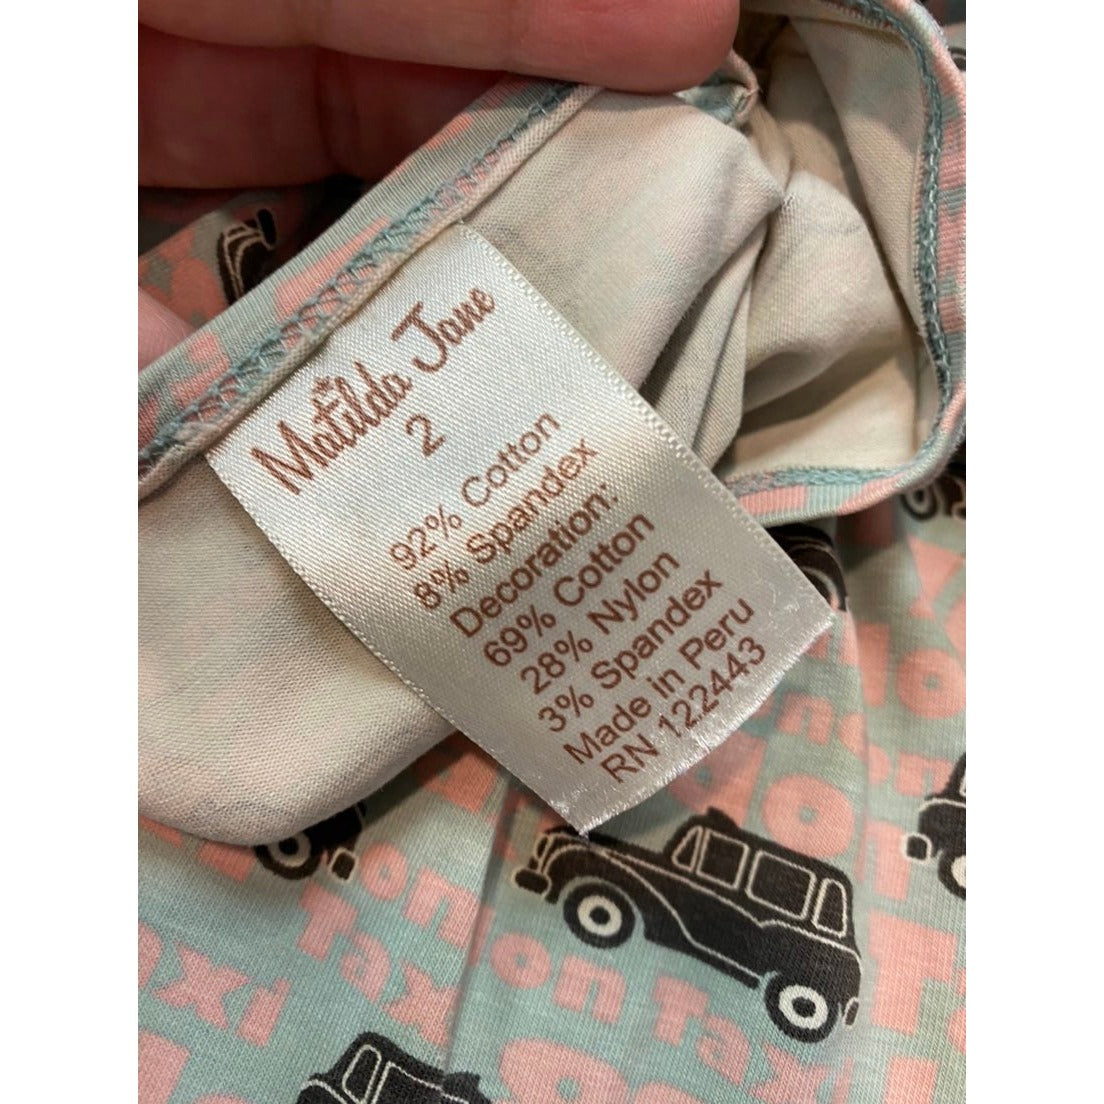 Matilda Jane
2
92% Cotton
8% Spandex
Decoration:
69% Cotton
28% Nylon
3% Spandex
Made in Peru
RN 122443
Taxi